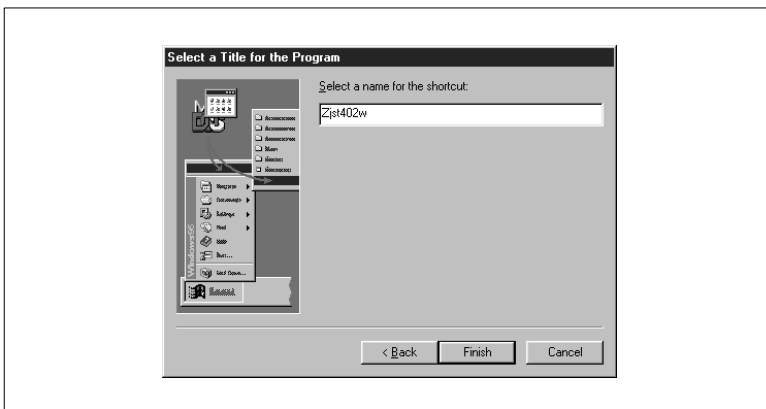 Select a Title for the Program
Select a name for the shortcut:
Zjst402w
Windows95
< Back
Finish
Cancel